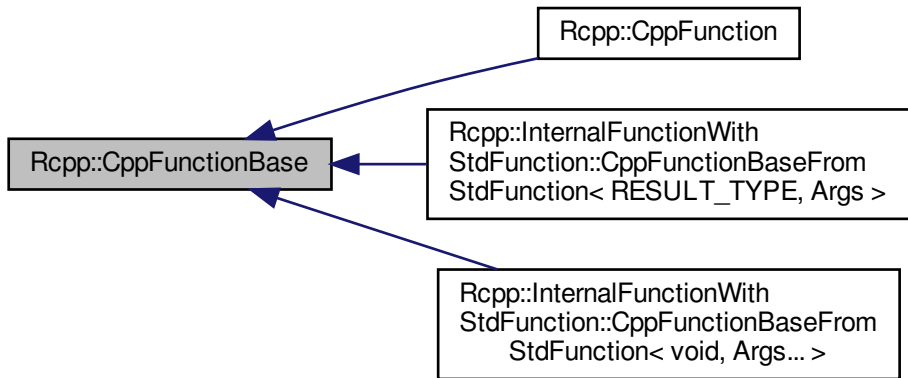 Rcpp::CppFunction
Rcpp::CppFunctionBase
Rcpp::InternalFunctionWith
StdFunction::CppFunctionBaseFrom
StdFunction< RESULT_TYPE, Args >
Rcpp::InternalFunctionWith
StdFunction::CppFunctionBaseFrom
StdFunction< void, Args... >